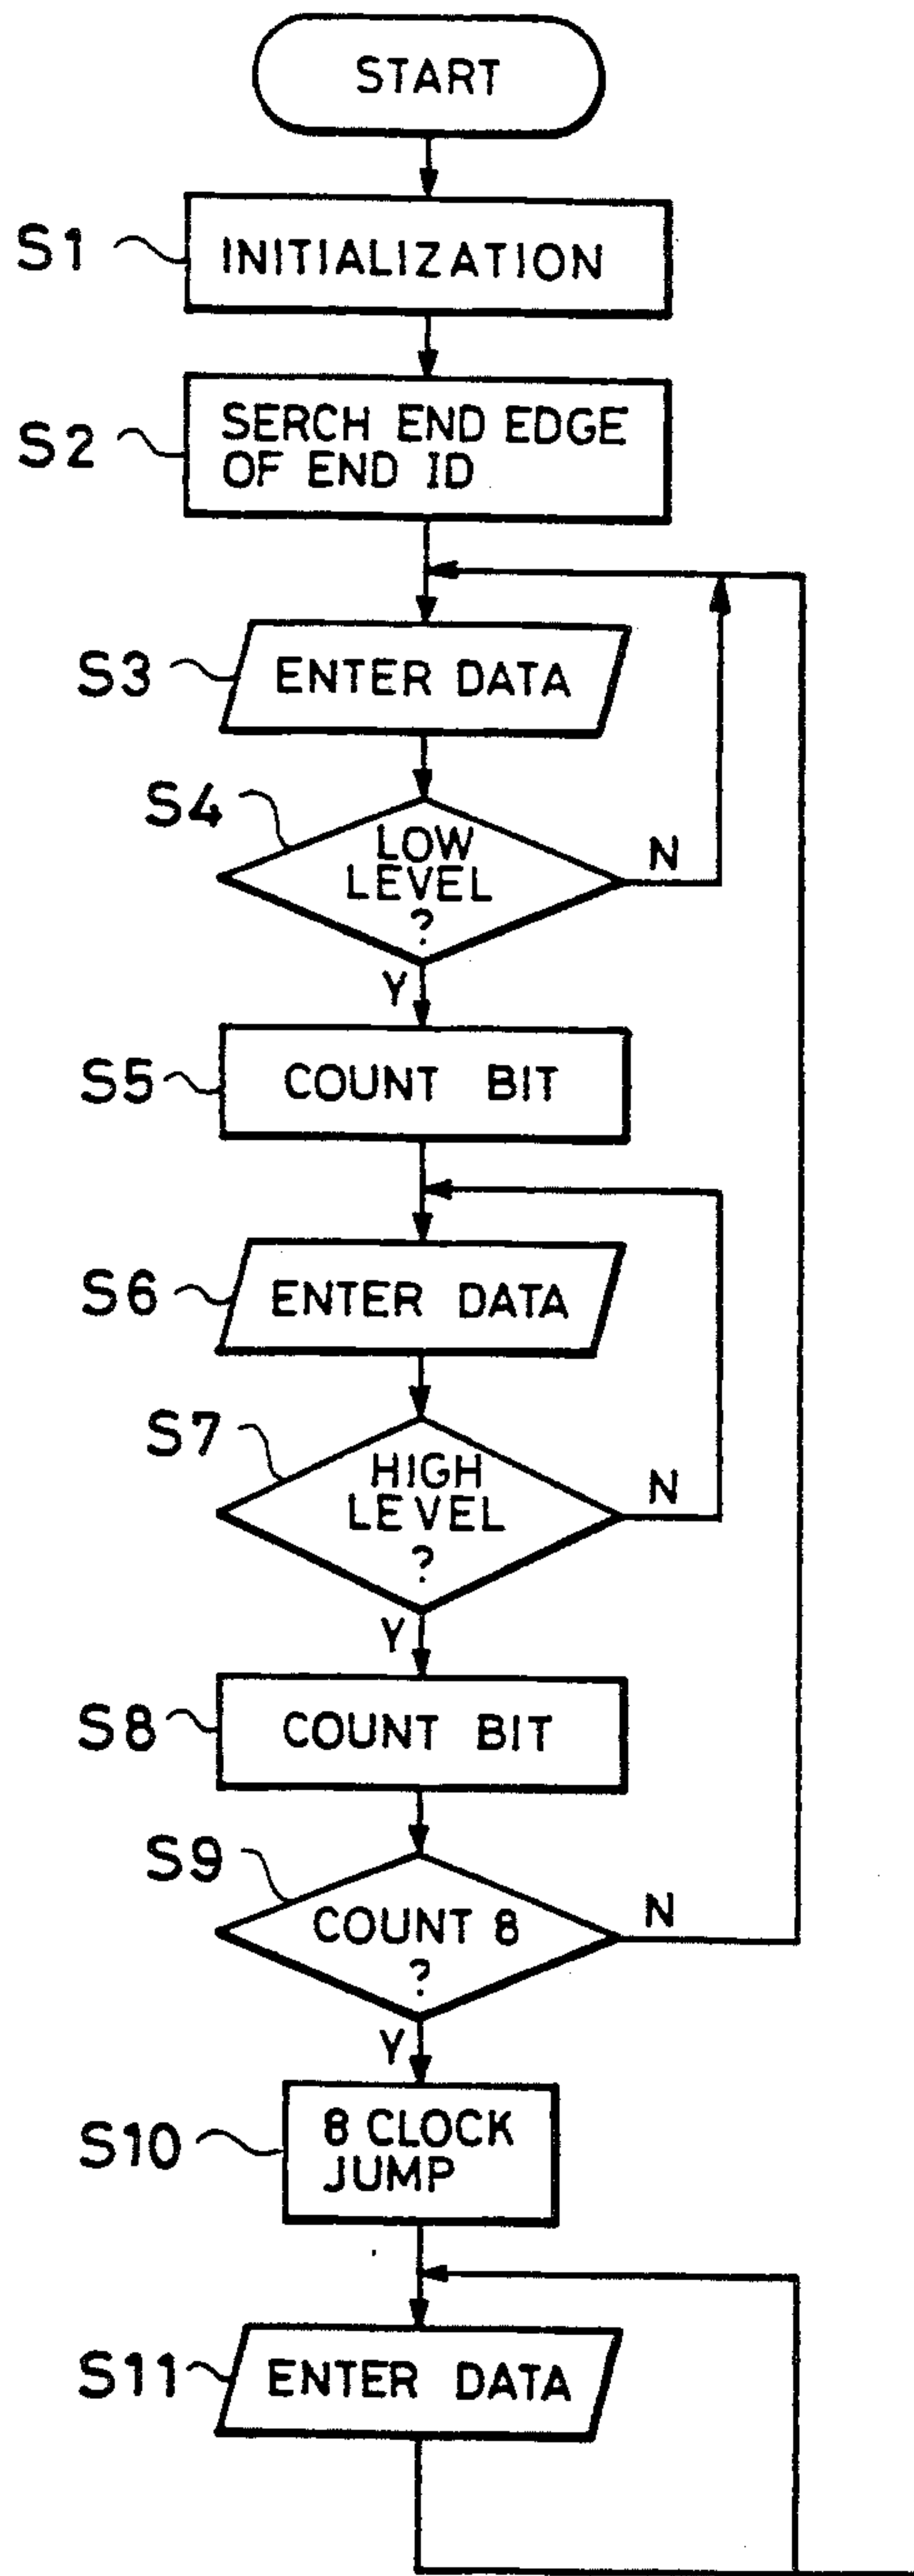 START
S1
INITIALIZATION
S2
SERCH END EDGE
OF END ID
S3
ENTER DATA
S4
LOW
LEVEL
?
N
Y
S5
COUNT BIT
S6
ENTER DATA
S7
HIGH
LEVEL
?
N
Y
S8
COUNT BIT
S9
COUNT 8
?
N
Y
S10
8 CLOCK
JUMP
S11
ENTER DATA